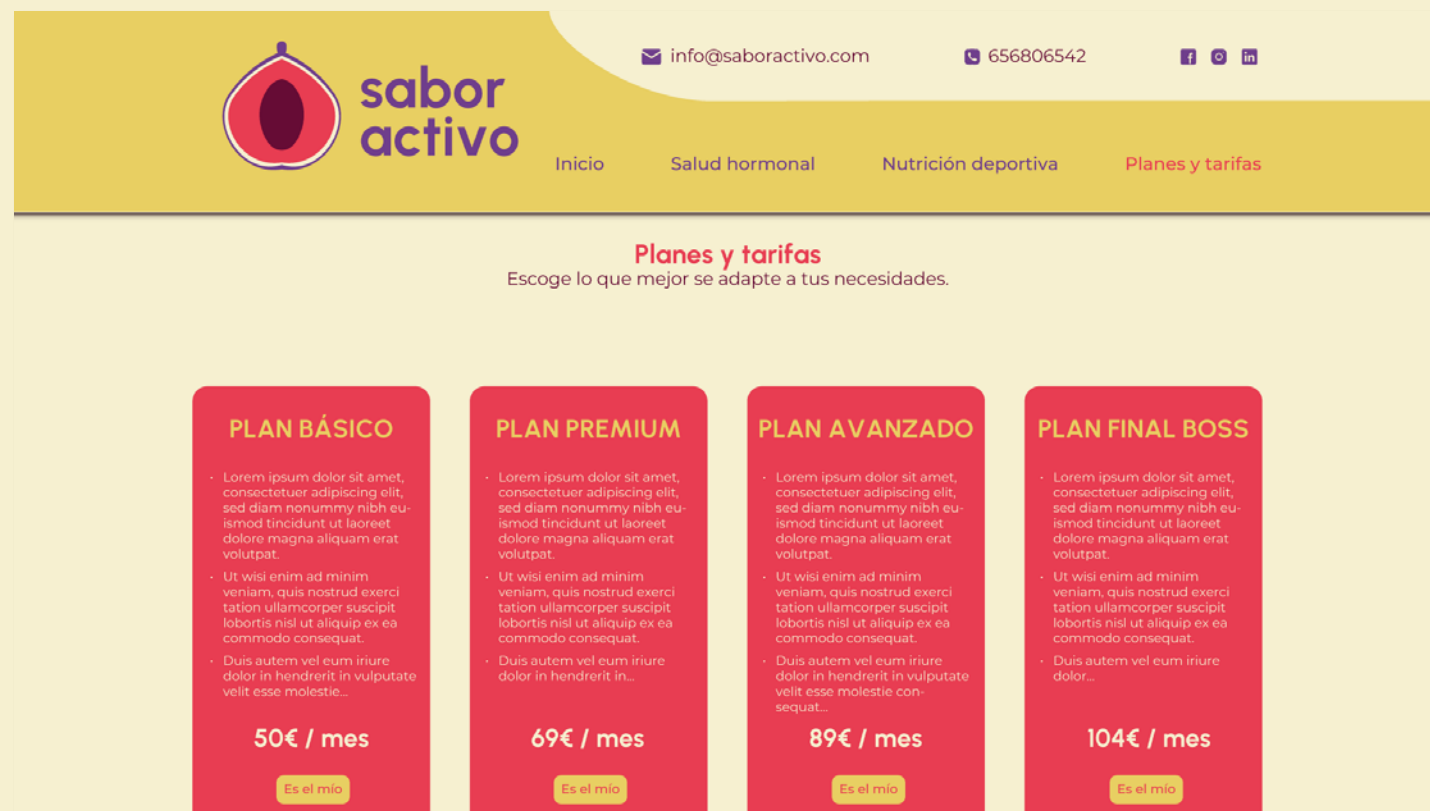 sabor
activo
info@saboractivo.com
656806542
Inicio
Salud hormonal
Nutrición deportiva
Planes y tarifas
Planes y tarifas
Escoge lo que mejor se adapte a tus necesidades.
PLAN BÁSICO
· Lorem ipsum dolor sit amet,
consectetuer adipiscing elit,
sed diam nonummy nibh eu-
ismod tincidunt ut laoreet
dolore magna aliquam erat
volutpat.
· Ut wisi enim ad minim
veniam, quis nostrud exerci
tation ullamcorper suscipit
lobortis nisl ut aliquip ex ea
commodo consequat.
· Duis autem vel eum iriure
dolor in hendrerit in vulputate
velit esse molestie...
50€ / mes
Es el mío
PLAN PREMIUM
· Lorem ipsum dolor sit amet,
consectetuer adipiscing elit,
sed diam nonummy nibh eu-
ismod tincidunt ut laoreet
dolore magna aliquam erat
volutpat.
· Ut wisi enim ad minim
veniam, quis nostrud exerci
tation ullamcorper suscipit
lobortis nisl ut aliquip ex ea
commodo consequat.
· Duis autem vel eum iriure
dolor in hendrerit in...
69€ / mes
Es el mío
PLAN AVANZADO
· Lorem ipsum dolor sit amet,
consectetuer adipiscing elit,
sed diam nonummy nibh eu-
ismod tincidunt ut laoreet
dolore magna aliquam erat
volutpat.
· Ut wisi enim ad minim
veniam, quis nostrud exerci
tation ullamcorper suscipit
lobortis nisl ut aliquip ex ea
commodo consequat.
· Duis autem vel eum iriure
dolor in hendrerit in vulputate
velit esse molestie con-
sequat...
89€ / mes
Es el mío
PLAN FINAL BOSS
· Lorem ipsum dolor sit amet,
consectetuer adipiscing elit,
sed diam nonummy nibh eu-
ismod tincidunt ut laoreet
dolore magna aliquam erat
volutpat.
· Ut wisi enim ad minim
veniam, quis nostrud exerci
tation ullamcorper suscipit
lobortis nisl ut aliquip ex ea
commodo consequat.
· Duis autem vel eum iriure
dolor...
104€ / mes
Es el mío